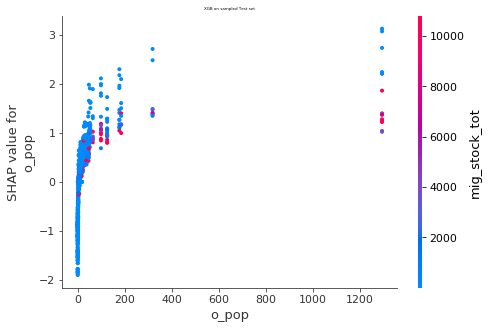 XGB on sampled Test set
3
2
1
0
−1
−2
SHAP value for
o_pop
0 200 400 600 800 1000 1200
o_pop
10000
8000
6000
4000
2000
mig_stock_tot